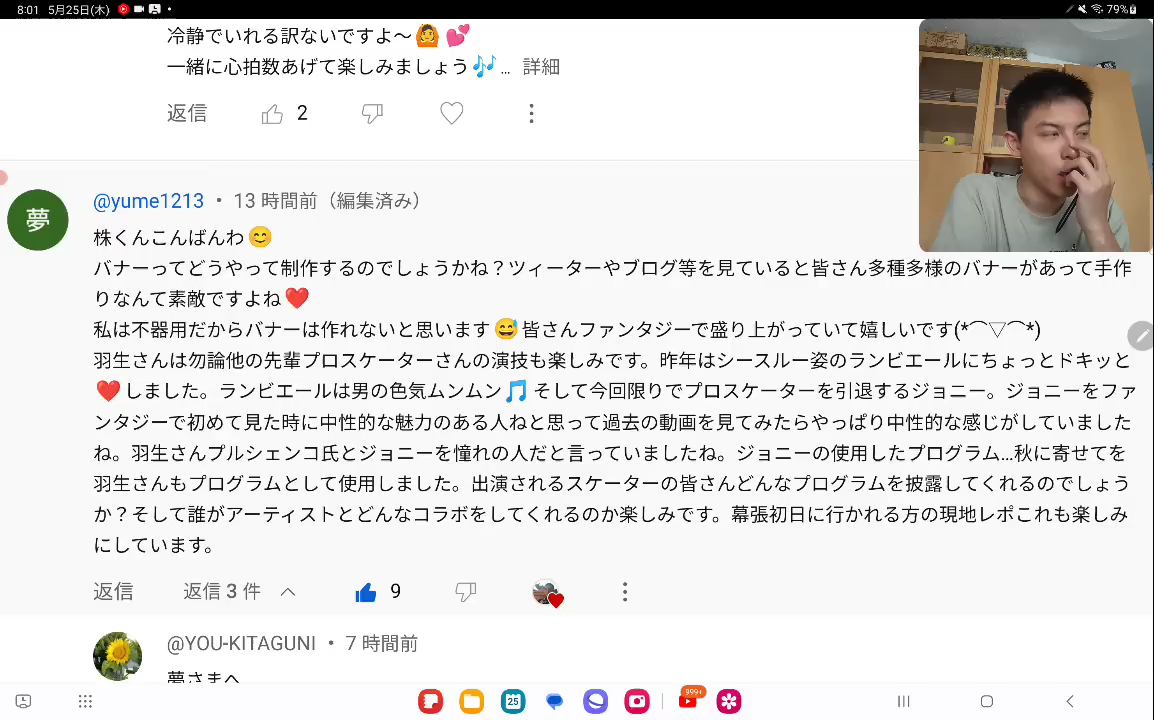 8:01 5月25日(木) 79%
冷静でいれる訳ないですよ〜🙆💕
一緒に心拍数あげて楽しみましょう🎶... 詳細
返信 2
夢
@yume1213 • 13 時間前（編集済み）
株くんこんばんわ😊
バナーってどうやって制作するのでしょうかね？ツィーターやブログ等を見ていると皆さん多種多様のバナーがあって手作
りなんて素敵ですよね❤️
私は不器用だからバナーは作れないと思います😅皆さんファンタジーで盛り上がっていて嬉しいです(*⌒▽⌒*)
羽生さんは勿論他の先輩プロスケーターさんの演技も楽しみです。昨年はシースルー姿のランビエールにちょっとドキッと
❤️しました。ランビエールは男の色気ムンムン🎵そして今回限りでプロスケーターを引退するジョニー。ジョニーをファ
ンタジーで初めて見た時に中性的な魅力のある人ねと思って過去の動画を見てみたらやっぱり中性的な感じがしていました
ね。羽生さんプルシェンコ氏とジョニーを憧れの人だと言っていましたね。ジョニーの使用したプログラム...秋に寄せてを
羽生さんもプログラムとして使用しました。出演されるスケーターの皆さんどんなプログラムを披露してくれるのでしょう
か？そして誰がアーティストとどんなコラボをしてくれるのか楽しみです。幕張初日に行かれる方の現地レポこれも楽しみ
にしています。
返信 返信 3 件 9
@YOU-KITAGUNI • 7 時間前
夢さまへ
25 999+